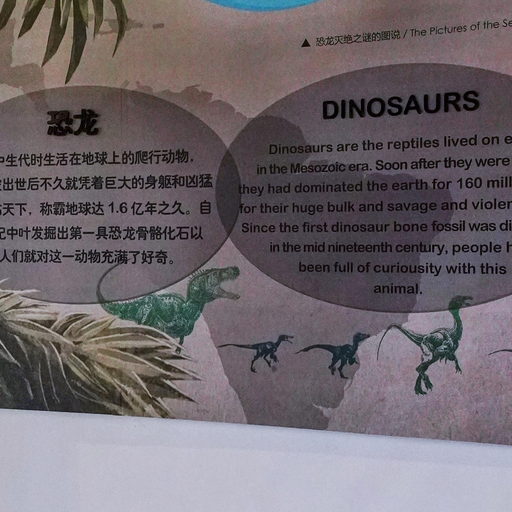 ▲ 恐龙灭绝之谜的图说 / The Pictures of the Se
恐龙
中生代时生活在地球上的爬行动物,
出世后不久就凭着巨大的身躯和凶猛
天下, 称霸地球达 1.6 亿年之久。自
纪中叶发掘出第一具恐龙骨骼化石以
人们就对这一动物充满了好奇。
DINOSAURS
Dinosaurs are the reptiles lived on e
in the Mesozoic era. Soon after they were
they had dominated the earth for 160 mill
for their huge bulk and savage and violen
Since the first dinosaur bone fossil was di
in the mid nineteenth century, people h
been full of curiousity with this
animal.